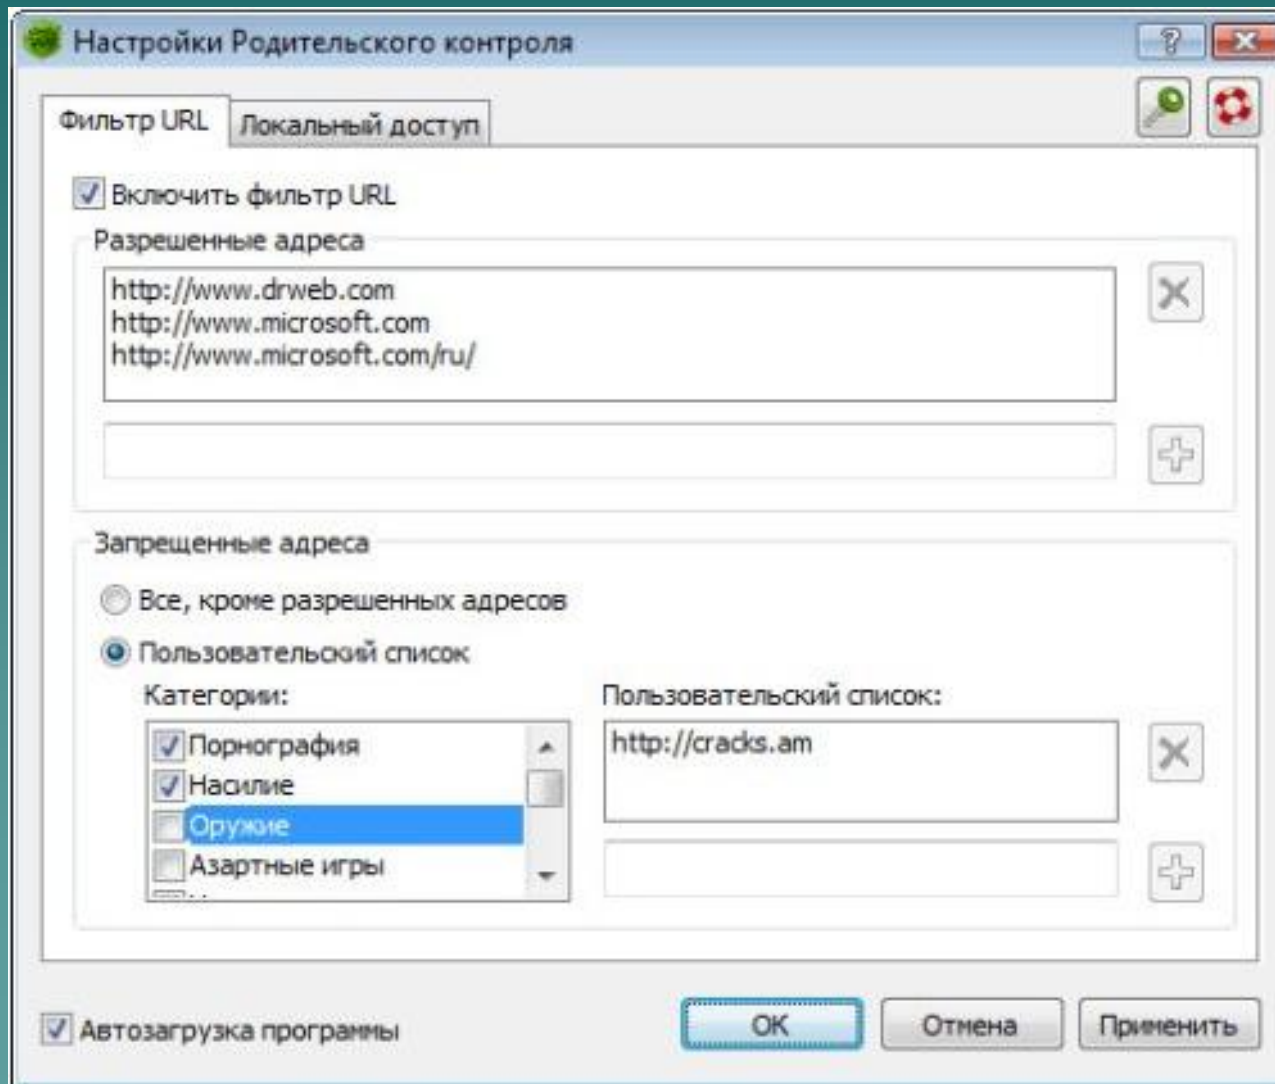 Настройки Родительского контроля
Фильтр URL
Локальный доступ
Включить фильтр URL
Разрешенные адреса
http://www.drweb.com
http://www.microsoft.com
http://www.microsoft.com/ru/
Запрещенные адреса
Все, кроме разрешенных адресов
Пользовательский список
Категории:
Пользовательский список:
Порнография
http://cracks.am
Насилие
Оружие
Азартные игры
Автозагрузка программы
OK
Отмена
Применить